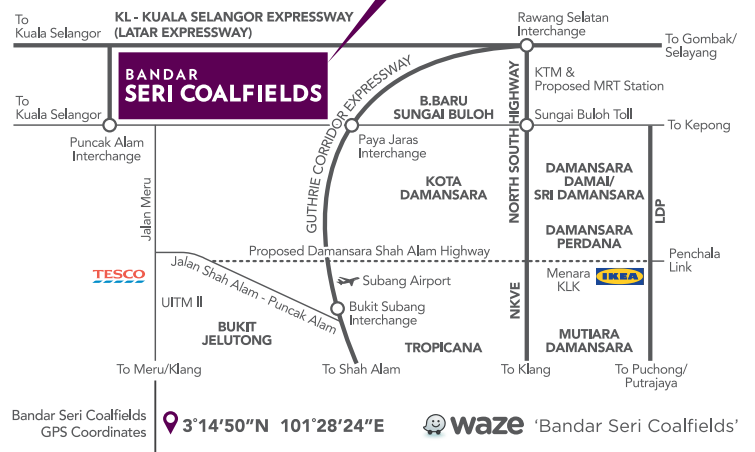 To
Kuala Selangor
KL - KUALA SELANGOR EXPRESSWAY
(LATAR EXPRESSWAY)
Rawang Selatan
Interchange
To Gombak/
Selayang
BANDAR
SERI COALFIELDS
KTM &
Proposed MRT Station
To
Kuala Selangor
B.BARU
SUNGAI BULOH
Sungai Buloh Toll
To Kepong
Puncak Alam
Interchange
Paya Jaras
Interchange
GUTHRIE CORRIDOR EXPRESSWAY
NORTH SOUTH HIGHWAY
KOTA
DAMANSARA
DAMANSARA
DAMAI/
SRI DAMANSARA
LDP
Jalan Meru
DAMANSARA
PERDANA
Proposed Damansara Shah Alam Highway
Penchala
Link
TESCO
Jalan Shah Alam - Puncak Alam
Subang Airport
Menara
KLK
IKEA
UITM II
Bukit Subang
Interchange
NKVE
BUKIT
JELUTONG
TROPICANA
MUTIARA
DAMANSARA
To Meru/Klang
To Shah Alam
To Klang
To Puchong/
Putrajaya
Bandar Seri Coalfields
GPS Coordinates
3°14'50"N 101°28'24"E
waze 'Bandar Seri Coalfields'